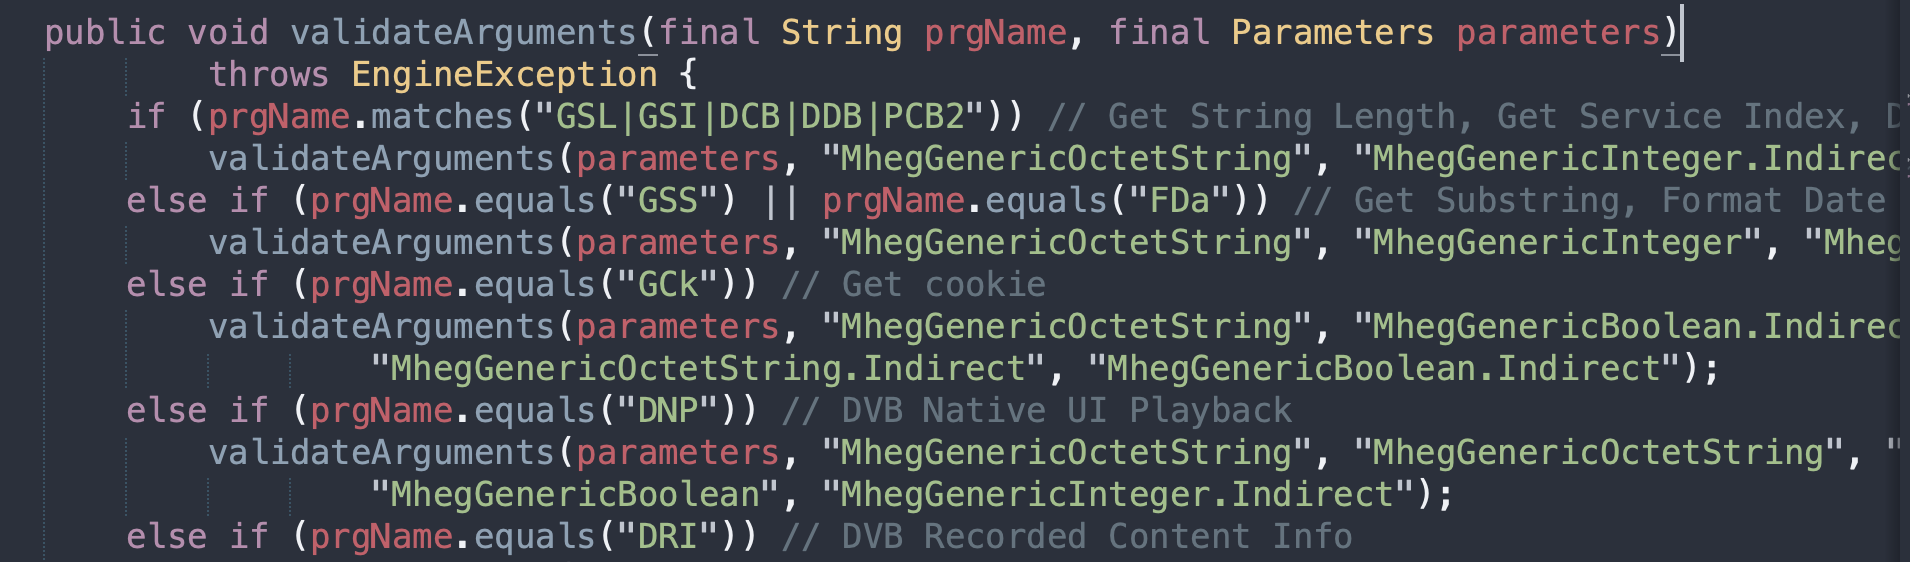 public void validateArguments(final String prgName, final Parameters parameters)
throws EngineException {
if (prgName.matches("GSL|GSI|DCB|DDB|PCB2")) // Get String Length, Get Service Index,
validateArguments(parameters, "MhegGenericOctetString", "MhegGenericInteger.Indirec
else if (prgName.equals("GSS") || prgName.equals("FDa")) // Get Substring, Format Date
validateArguments(parameters, "MhegGenericOctetString", "MhegGenericInteger", "Mheg
else if (prgName.equals("GCk")) // Get cookie
validateArguments(parameters, "MhegGenericOctetString", "MhegGenericBoolean.Indirec
"MhegGenericOctetString.Indirect", "MhegGenericBoolean.Indirect");
else if (prgName.equals("DNP")) // DVB Native UI Playback
validateArguments(parameters, "MhegGenericOctetString", "MhegGenericOctetString", "
"MhegGenericBoolean", "MhegGenericInteger.Indirect");
else if (prgName.equals("DRI")) // DVB Recorded Content Info